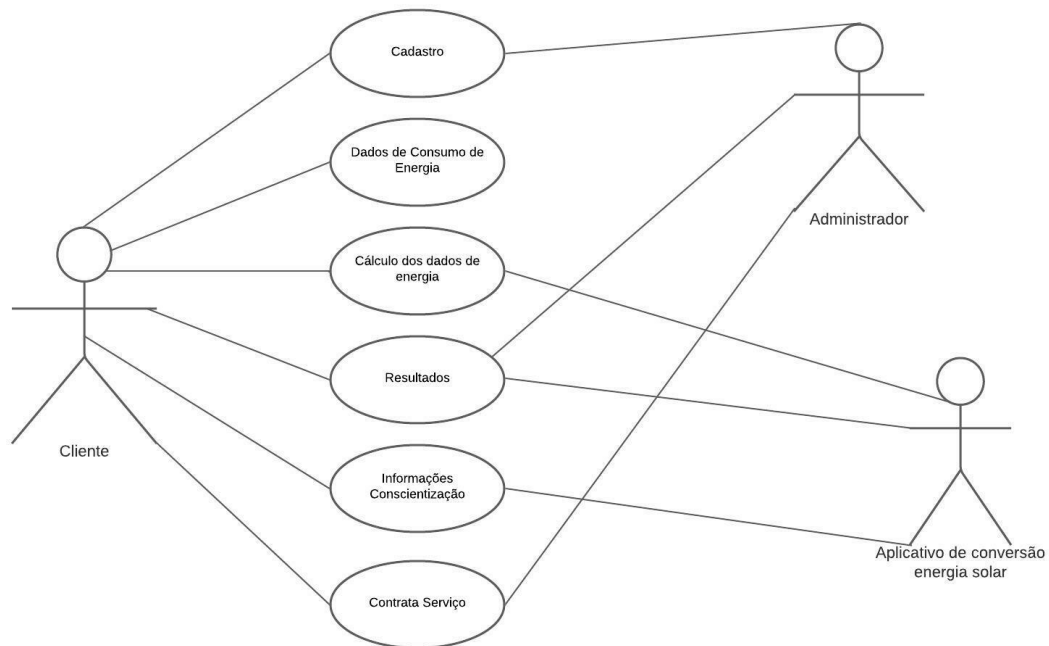 Cadastro
Dados de Consumo de
Energia
Cálculo dos dados de
energia
Resultados
Informações
Conscientização
Contrata Serviço
Cliente
Administrador
Aplicativo de conversão
energia solar